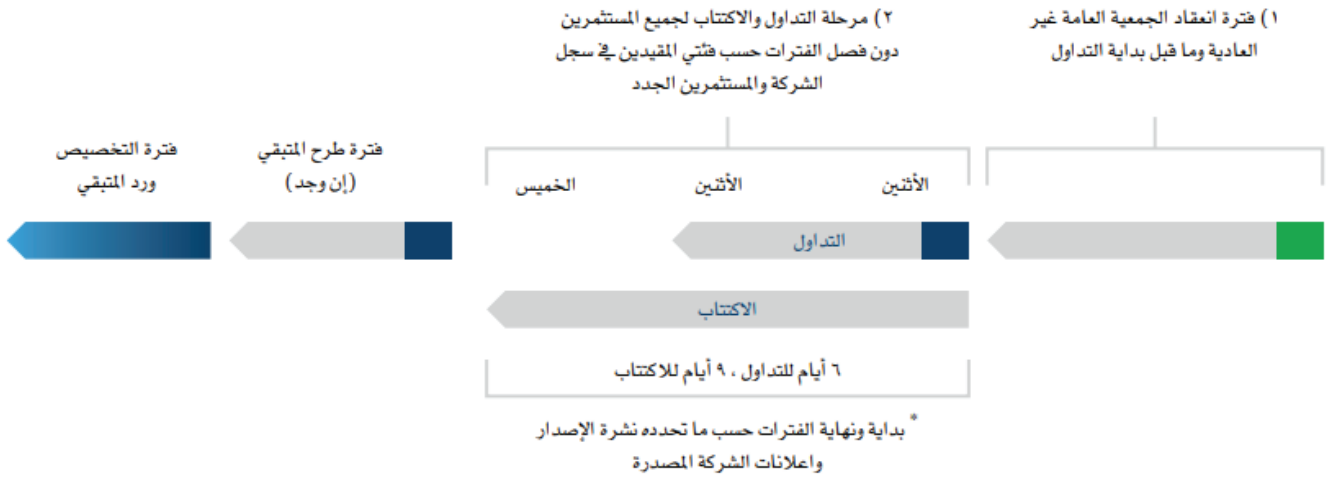 ١) فترة انعقاد الجمعية العامة غير
العادية وما قبل بداية التداول
٢) مرحلة التداول والاكتتاب لجميع المستثمرين
دون فصل الفترات حسب فئتي المقيدين في سجل
الشركة والمستثمرين الجدد
فترة طرح المتبقي
(إن وجد)
فترة التخصيص
ورد المتبقي
الأثنين
الأثنين
الخميس
التداول
الاكتتاب
٦ أيام للتداول ، ٩ أيام للاكتتاب
* بداية ونهاية الفترات حسب ما تحدده نشرة الإصدار
واعلانات الشركة المصدرة